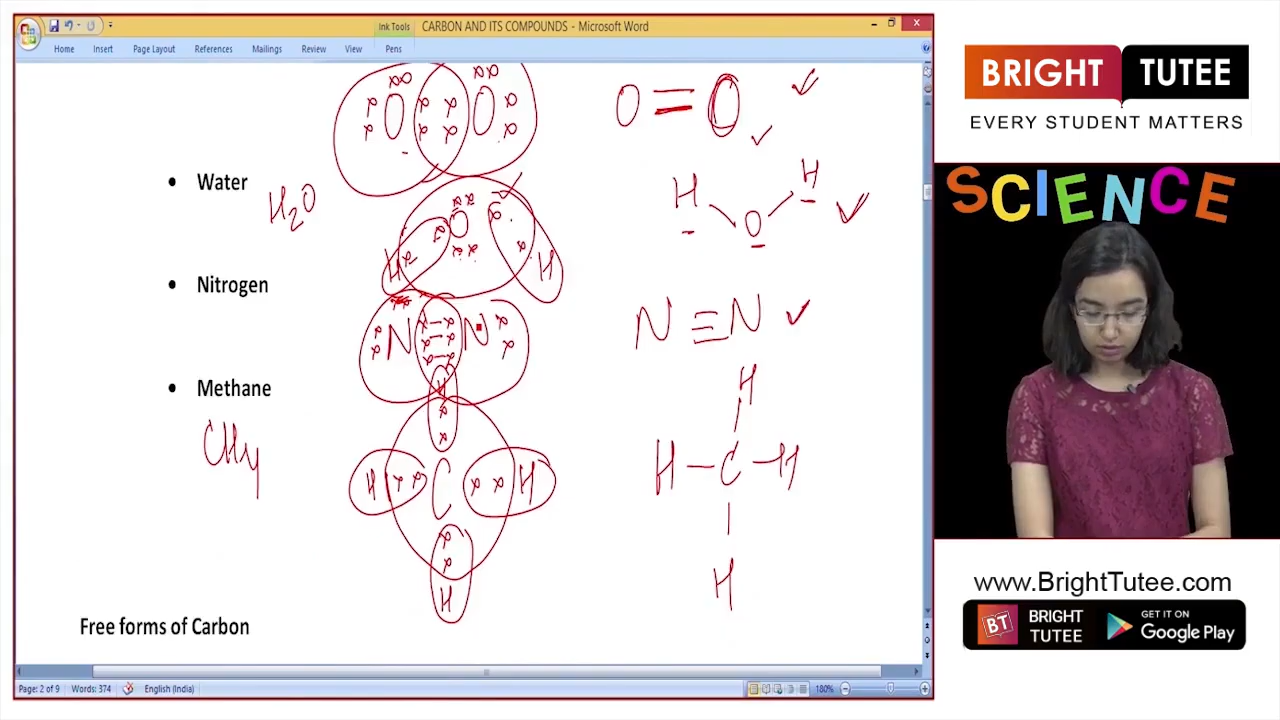 Ink Tools
CARBON AND ITS COMPOUNDS - Microsoft Word
Home Insert Page Layout References Mailings Review View Pens
O O
O = O
• Water
H2O
O
H H
H H
O
• Nitrogen
N N
N ≡ N
• Methane
CH4
H
H C H
H
H
H – C – H
H
Free forms of Carbon
Page: 2 of 9 Words: 374 English (India) 180%
BRIGHT TUTEE
EVERY STUDENT MATTERS
SCIENCE
www.BrightTutee.com
BT BRIGHT TUTEE
GET IT ON
Google Play